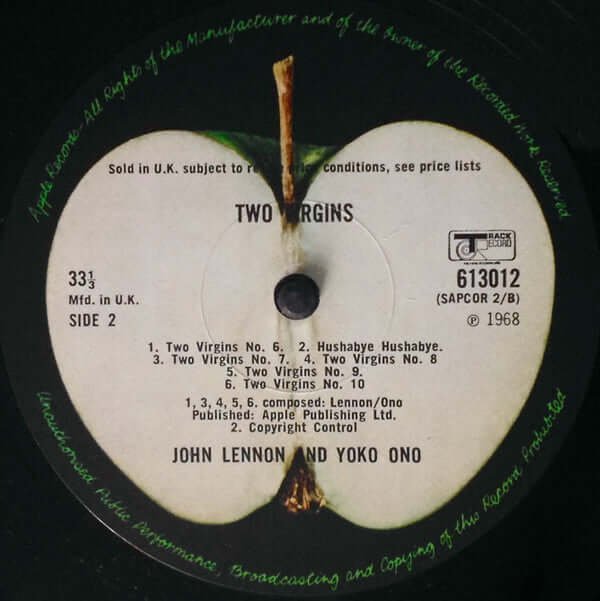 Apple Records—All Rights of the Manufacturer and of the Owner of the Recorded Work Reserved
Sold in U.K. subject to conditions, see price lists
TWO VIRGINS
TRACK
RECORD
33⅓
613012
Mfd. in U.K.
(SAPCOR 2/B)
SIDE 2
℗ 1968
1. Two Virgins No. 6. 2. Hushabye Hushabye.
3. Two Virgins No. 7. 4. Two Virgins No. 8
5. Two Virgins No. 9.
6. Two Virgins No. 10
1, 3, 4, 5, 6. composed: Lennon/Ono
Published: Apple Publishing Ltd.
2. Copyright Control
JOHN LENNON AND YOKO ONO
Unauthorised Public Performance, Broadcasting and Copying of this Record Prohibited